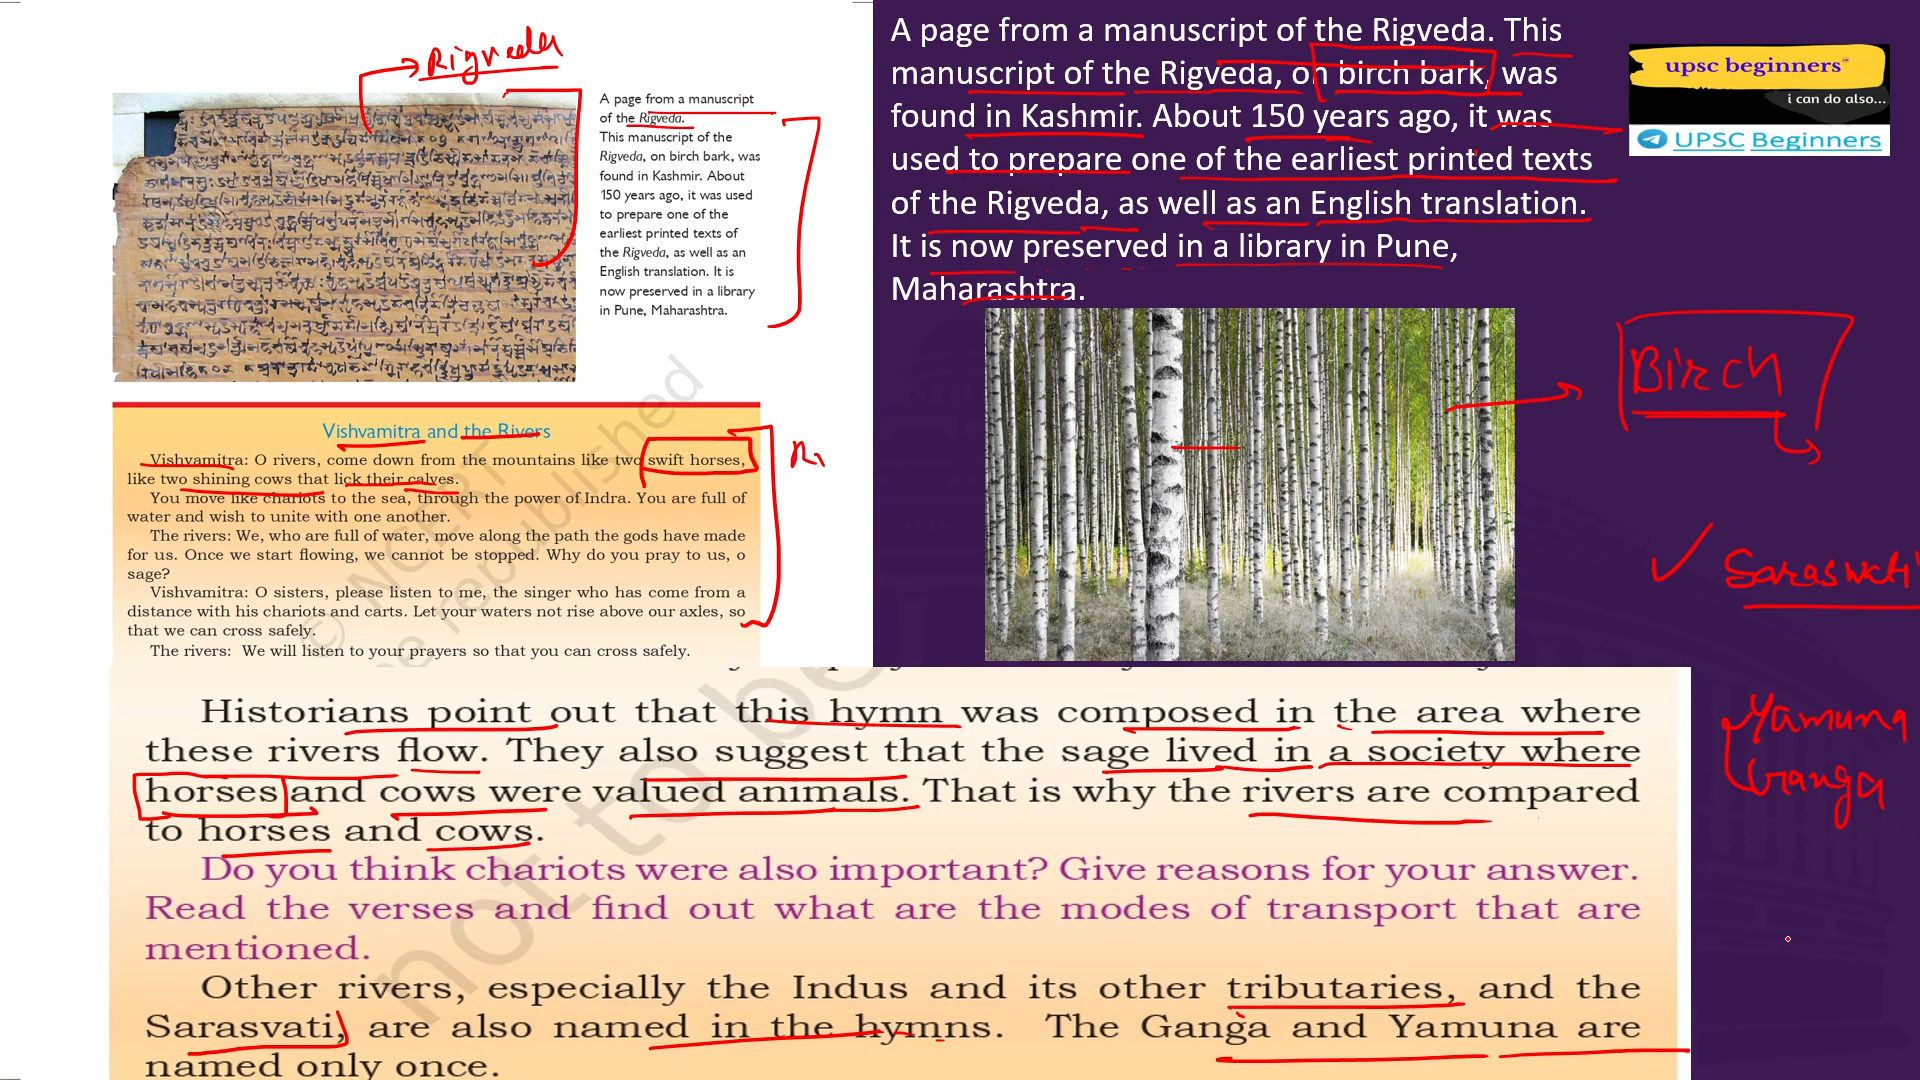 Rigveda
A page from a manuscript
of the Rigveda.
This manuscript of the
Rigveda, on birch bark, was
found in Kashmir. About
150 years ago, it was used
to prepare one of the
earliest printed texts of
the Rigveda, as well as an
English translation. It is
now preserved in a library
in Pune, Maharashtra.
A page from a manuscript of the Rigveda. This
manuscript of the Rigveda, on birch bark, was
found in Kashmir. About 150 years ago, it was
used to prepare one of the earliest printed texts
of the Rigveda, as well as an English translation.
It is now preserved in a library in Pune,
Maharashtra.
upsc beginners
i can do also...
UPSC Beginners
Birch
Saraswati
Yamuna
Ganga
Vishvamitra and the Rivers
Vishvamitra: O rivers, come down from the mountains like two swift horses,
like two shining cows that lick their calves.
You move like chariots to the sea, through the power of Indra. You are full of
water and wish to unite with one another.
The rivers: We, who are full of water, move along the path the gods have made
for us. Once we start flowing, we cannot be stopped. Why do you pray to us, o
sage?
Vishvamitra: O sisters, please listen to me, the singer who has come from a
distance with his chariots and carts. Let your waters not rise above our axles, so
that we can cross safely.
The rivers: We will listen to your prayers so that you can cross safely.
Historians point out that this hymn was composed in the area where
these rivers flow. They also suggest that the sage lived in a society where
horses and cows were valued animals. That is why the rivers are compared
to horses and cows.
Do you think chariots were also important? Give reasons for your answer.
Read the verses and find out what are the modes of transport that are
mentioned.
Other rivers, especially the Indus and its other tributaries, and the
Sarasvati, are also named in the hymns. The Ganga and Yamuna are
named only once.
© NCERT
not to be republished